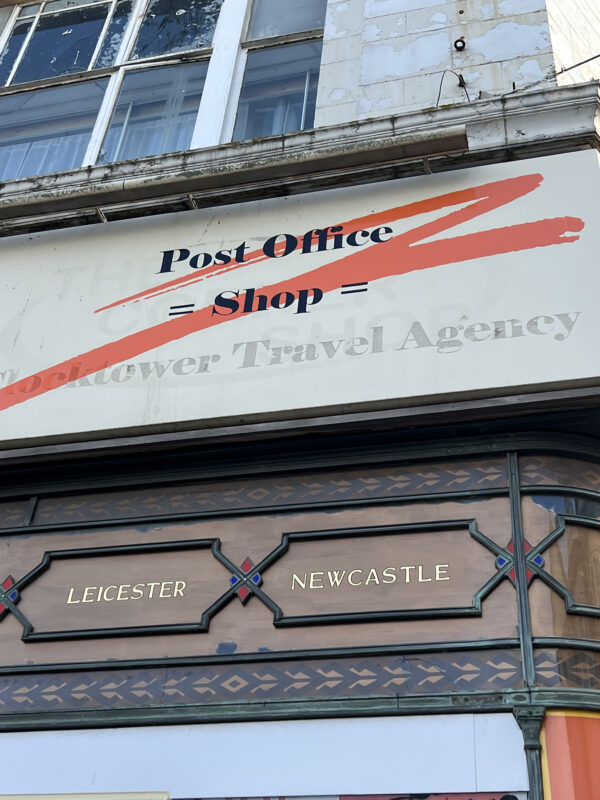 Post Office
= Shop =
Clocktower Travel Agency
LEICESTER
NEWCASTLE